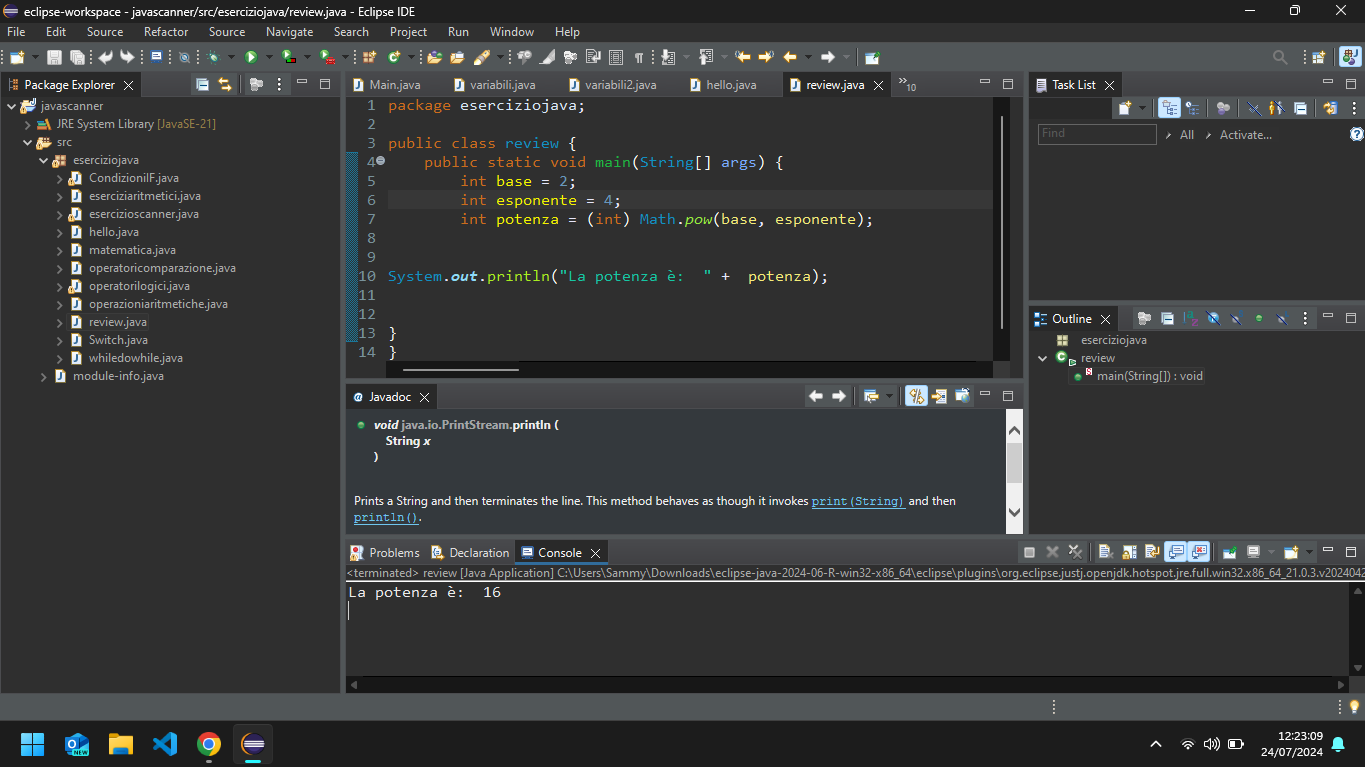 eclipse-workspace - javascanner/src/eserciziojava/review.java - Eclipse IDE
File Edit Source Refactor Source Navigate Search Project Run Window Help
Package Explorer
javascanner
JRE System Library [JavaSE-21]
src
eserciziojava
CondizioniIF.java
eserciziaritmetici.java
esercizioscanner.java
hello.java
matematica.java
operatoricomparazione.java
operatorilogici.java
operazioniaritmetiche.java
review.java
Switch.java
whiledowhile.java
module-info.java
Main.java variabili.java variabili2.java hello.java review.java »10
1 package eserciziojava;
2
3 public class review {
4 public static void main(String[] args) {
5 int base = 2;
6 int esponente = 4;
7 int potenza = (int) Math.pow(base, esponente);
8
9
10 System.out.println("La potenza è:  " +  potenza);
11
12
13 }
14 }
Javadoc
void java.io.PrintStream.println (
String x
)
Prints a String and then terminates the line. This method behaves as though it invokes print(String) and then
println().
Problems Declaration Console
<terminated> review [Java Application] C:\Users\Sammy\Downloads\eclipse-java-2024-06-R-win32-x86_64\eclipse\plugins\org.eclipse.justj.openjdk.hotspot.jre.full.win32.x86_64_21.0.3.v2024042
La potenza è:  16
Task List
Find All Activate...
Outline
eserciziojava
review
main(String[]) : void
NEW
12:23:09
24/07/2024